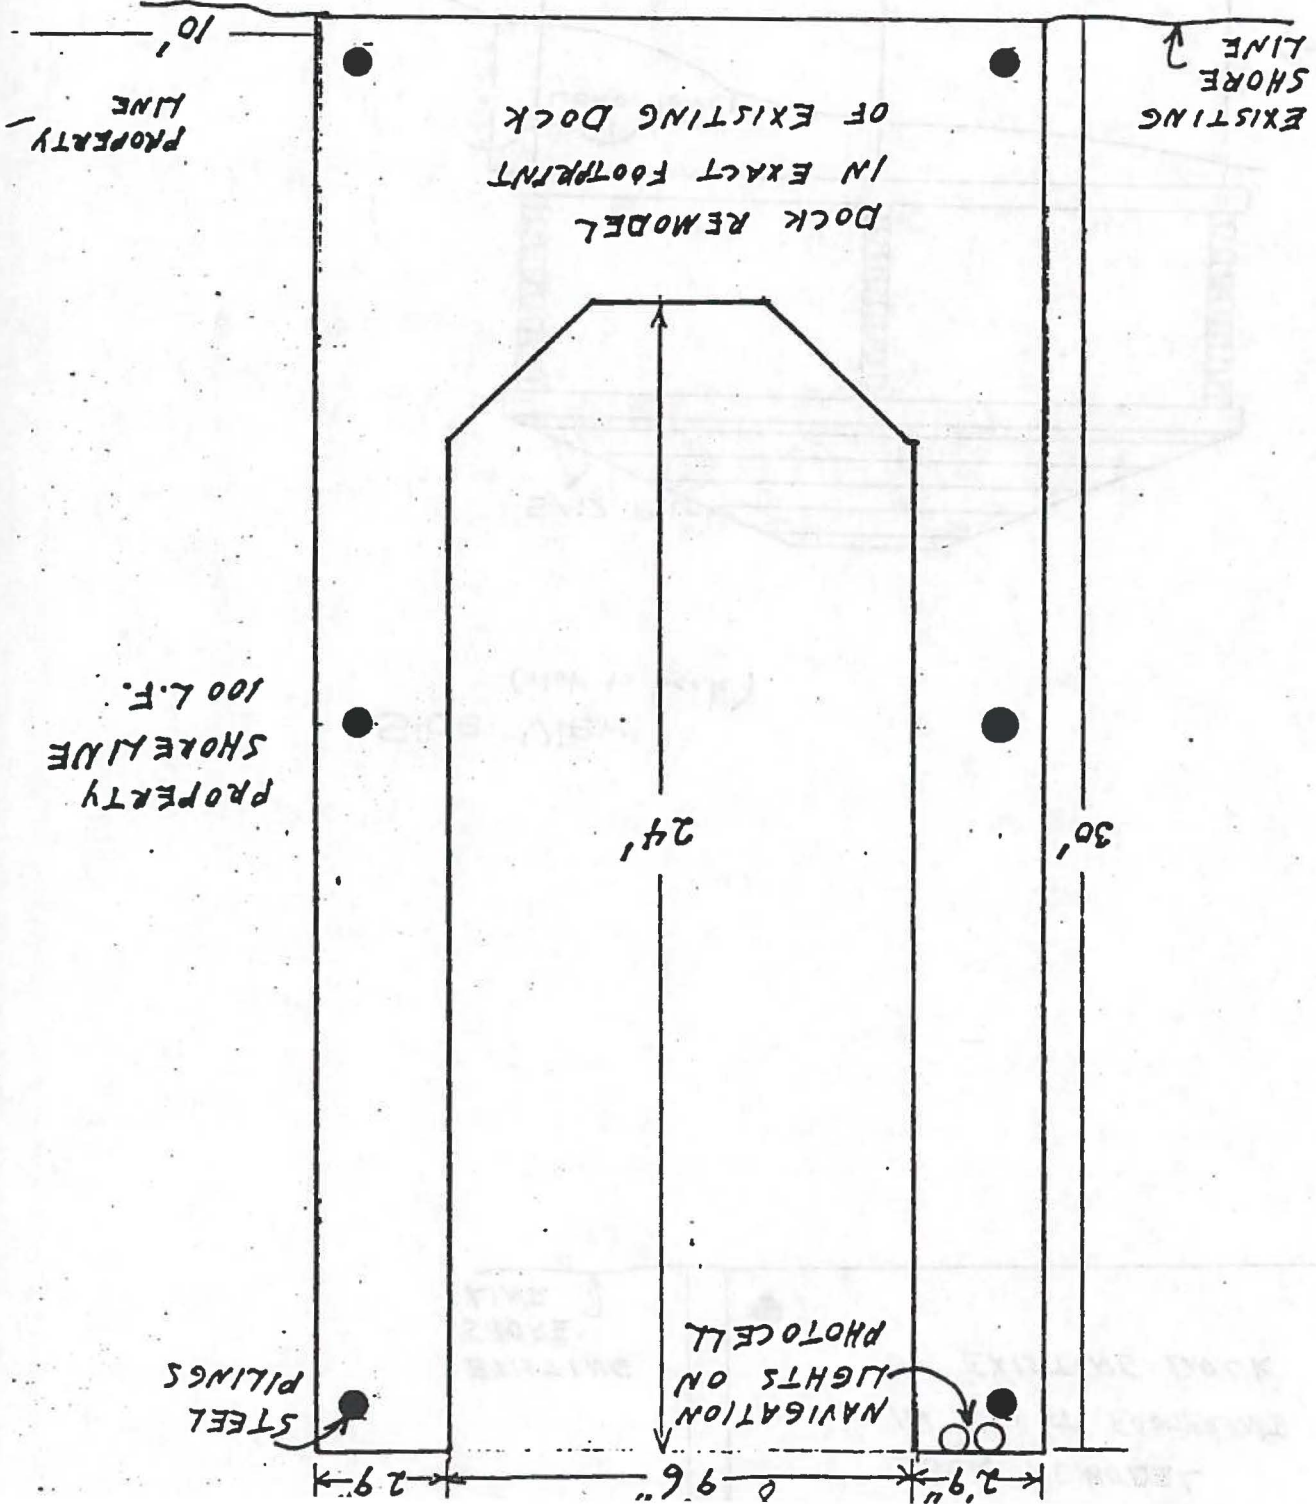 2'9"
9'6"
2'9"
NAVIGATION
LIGHTS ON
PHOTOCELL
STEEL
PILINGS
30'
24'
PROPERTY
SHORELINE
100 L.F.
DOCK REMODEL
IN EXACT FOOTPRINT
OF EXISTING DOCK
EXISTING
SHORE
LINE
PROPERTY
LINE
10'